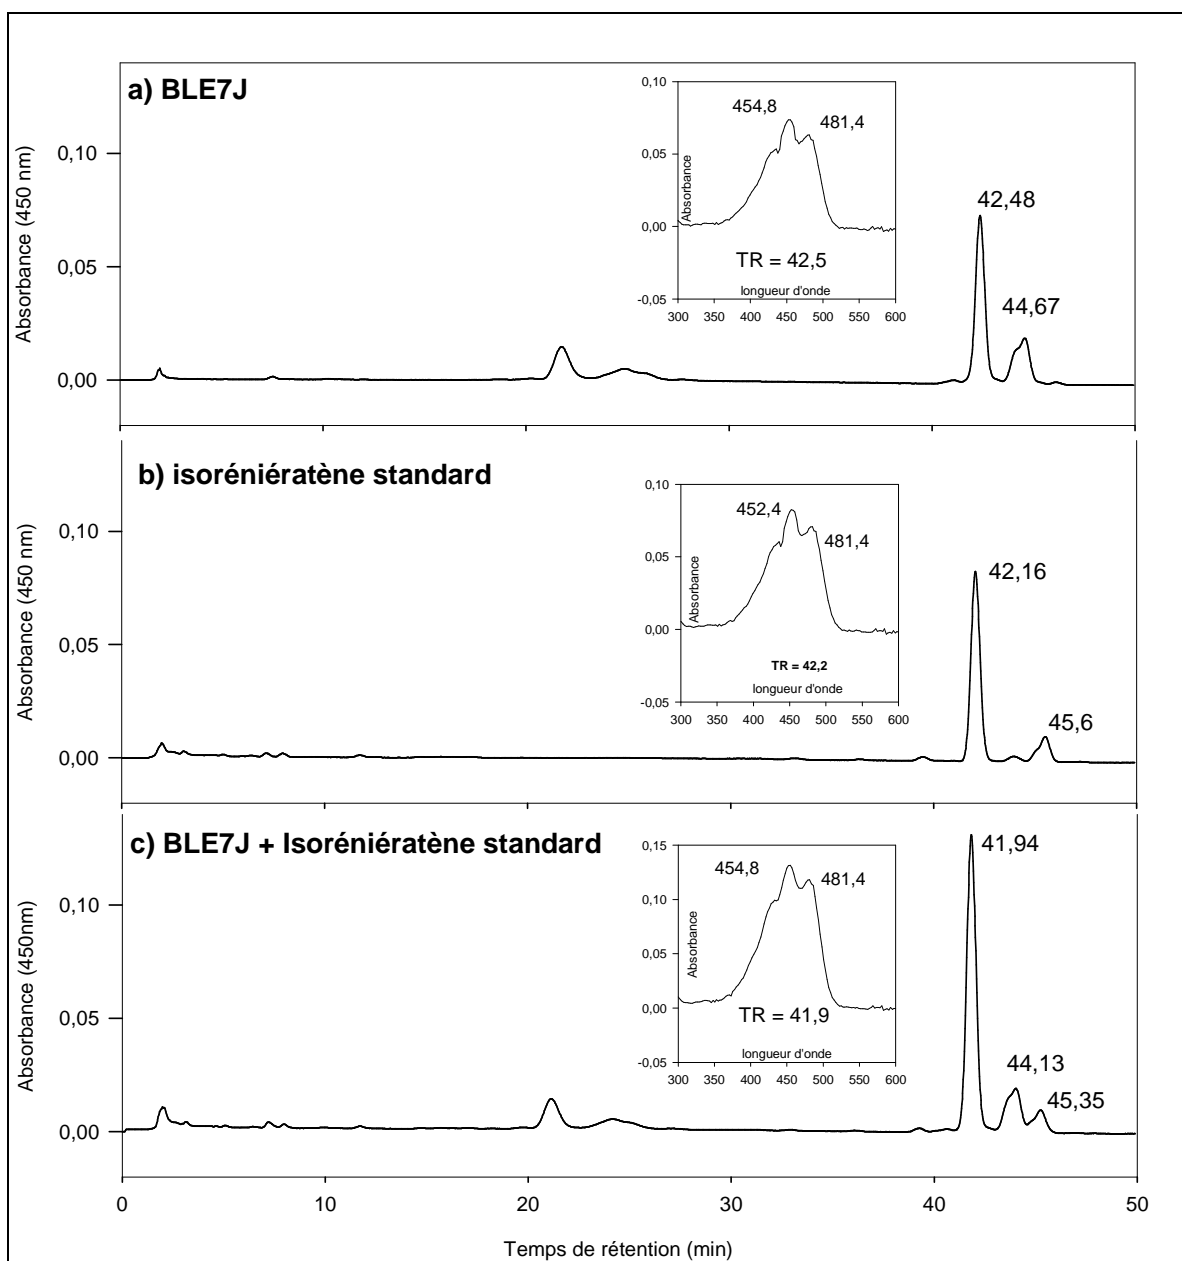 a) BLE7J
Absorbance (450 nm)
0,10
0,05
0,00
42,48
44,67
0,10
0,05
0,00
-0,05
Absorbance
454,8
481,4
TR = 42,5
longueur d'onde
300 350 400 450 500 550 600
b) isoréniératène standard
Absorbance (450 nm)
0,10
0,05
0,00
42,16
45,6
0,10
0,05
0,00
-0,05
Absorbance
452,4
481,4
TR = 42,2
longueur d'onde
300 350 400 450 500 550 600
c) BLE7J + Isoréniératène standard
Absorbance (450nm)
0,10
0,05
0,00
41,94
44,13
45,35
0,15
0,10
0,05
0,00
-0,05
Absorbance
454,8
481,4
TR = 41,9
longueur d'onde
300 350 400 450 500 550 600
0 10 20 30 40 50
Temps de rétention (min)